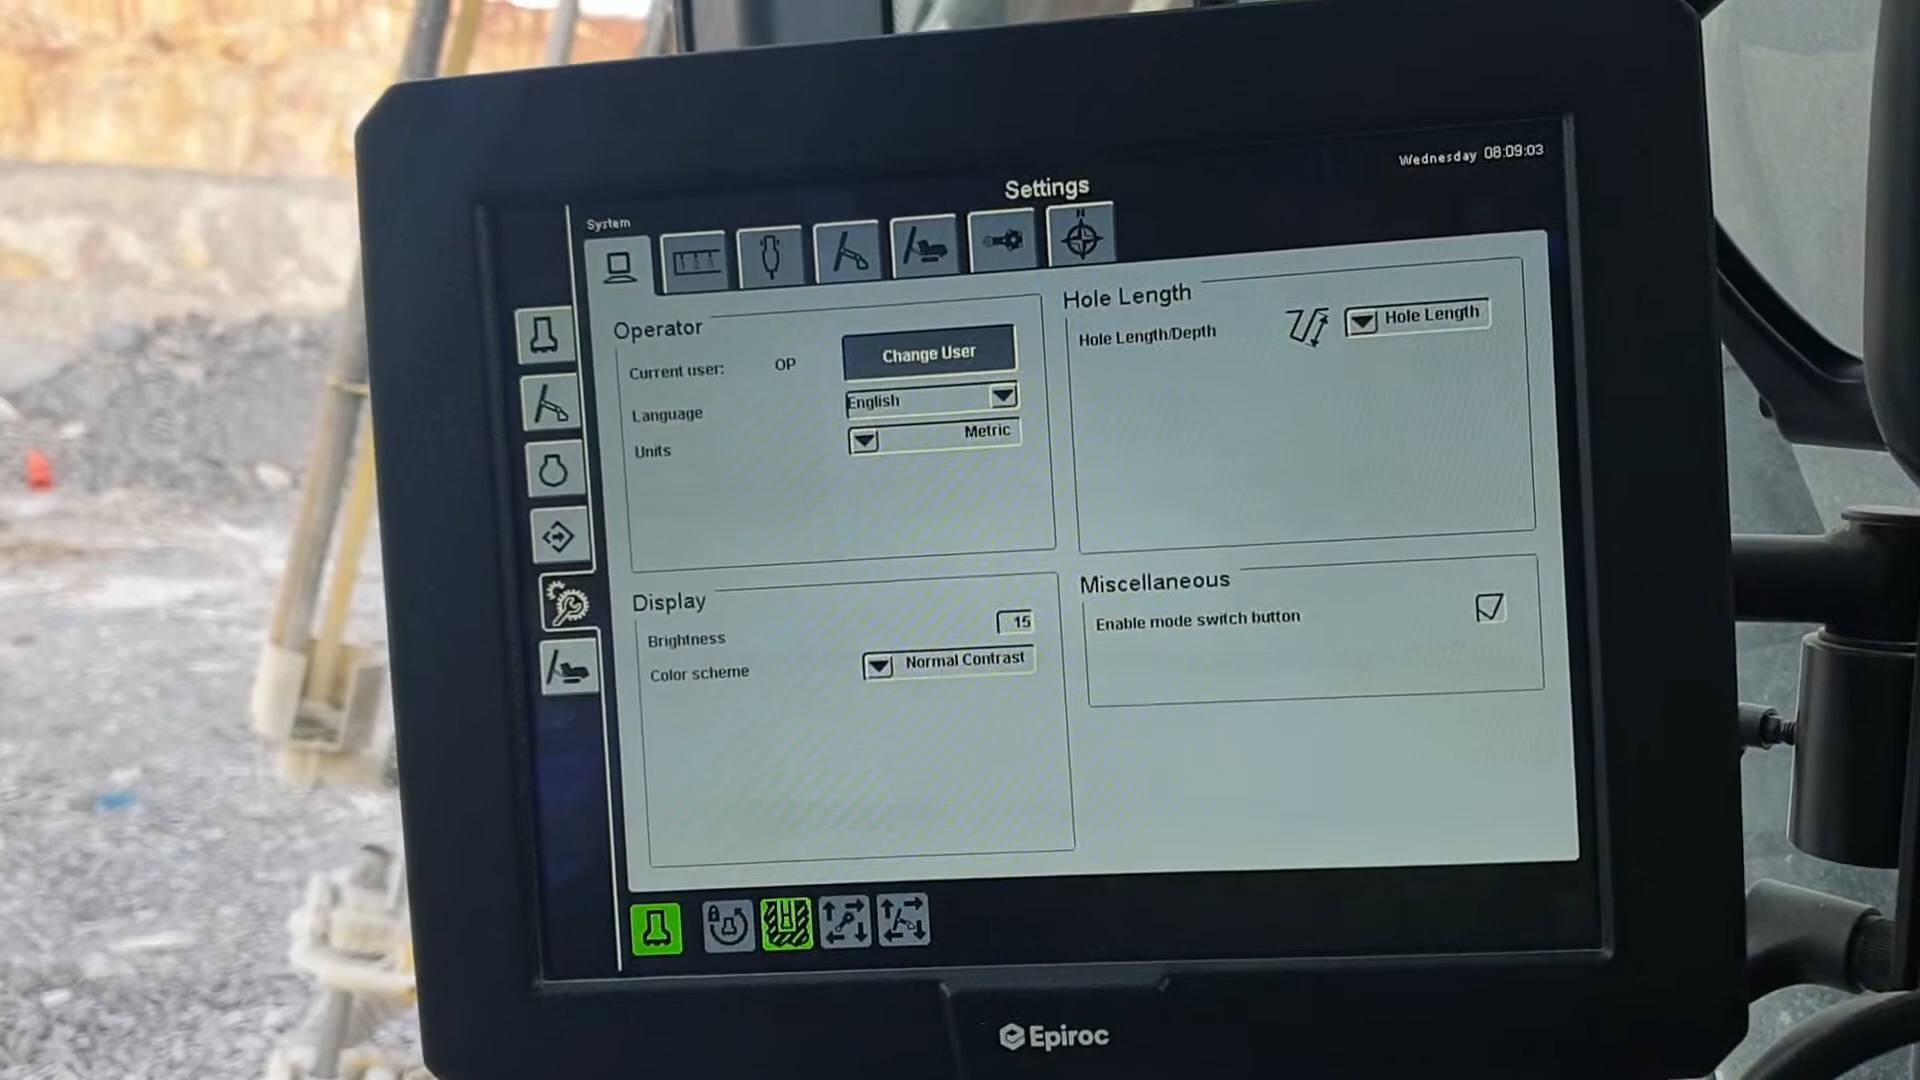 Wednesday 08:09:03
Settings
System
Operator
Current user: OP Change User
Language English
Units Metric
Hole Length
Hole Length/Depth Hole Length
Display
Brightness 15
Color scheme Normal Contrast
Miscellaneous
Enable mode switch button
Epiroc